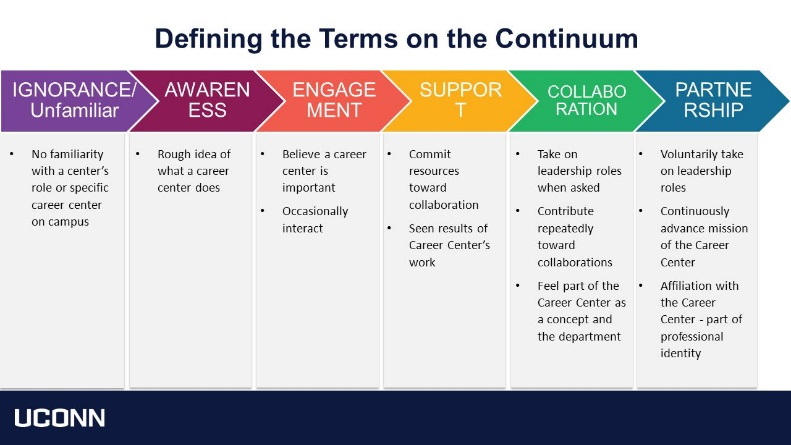 Defining the Terms on the Continuum
IGNORANCE/
Unfamiliar
AWAREN
ESS
ENGAGE
MENT
SUPPOR
T
COLLABO
RATION
PARTNE
RSHIP
• No familiarity
with a center's
role or specific
career center
on campus
• Rough idea of
what a career
center does
• Believe a career
center is
important
• Occasionally
interact
• Commit
resources
toward
collaboration
• Seen results of
Career Center's
work
• Take on
leadership roles
when asked
• Contribute
repeatedly
toward
collaborations
• Feel part of the
Career Center as
a concept and
the department
• Voluntarily take
on leadership
roles
• Continuously
advance mission
of the Career
Center
• Affiliation with
the Career
Center - part of
professional
identity
UCONN